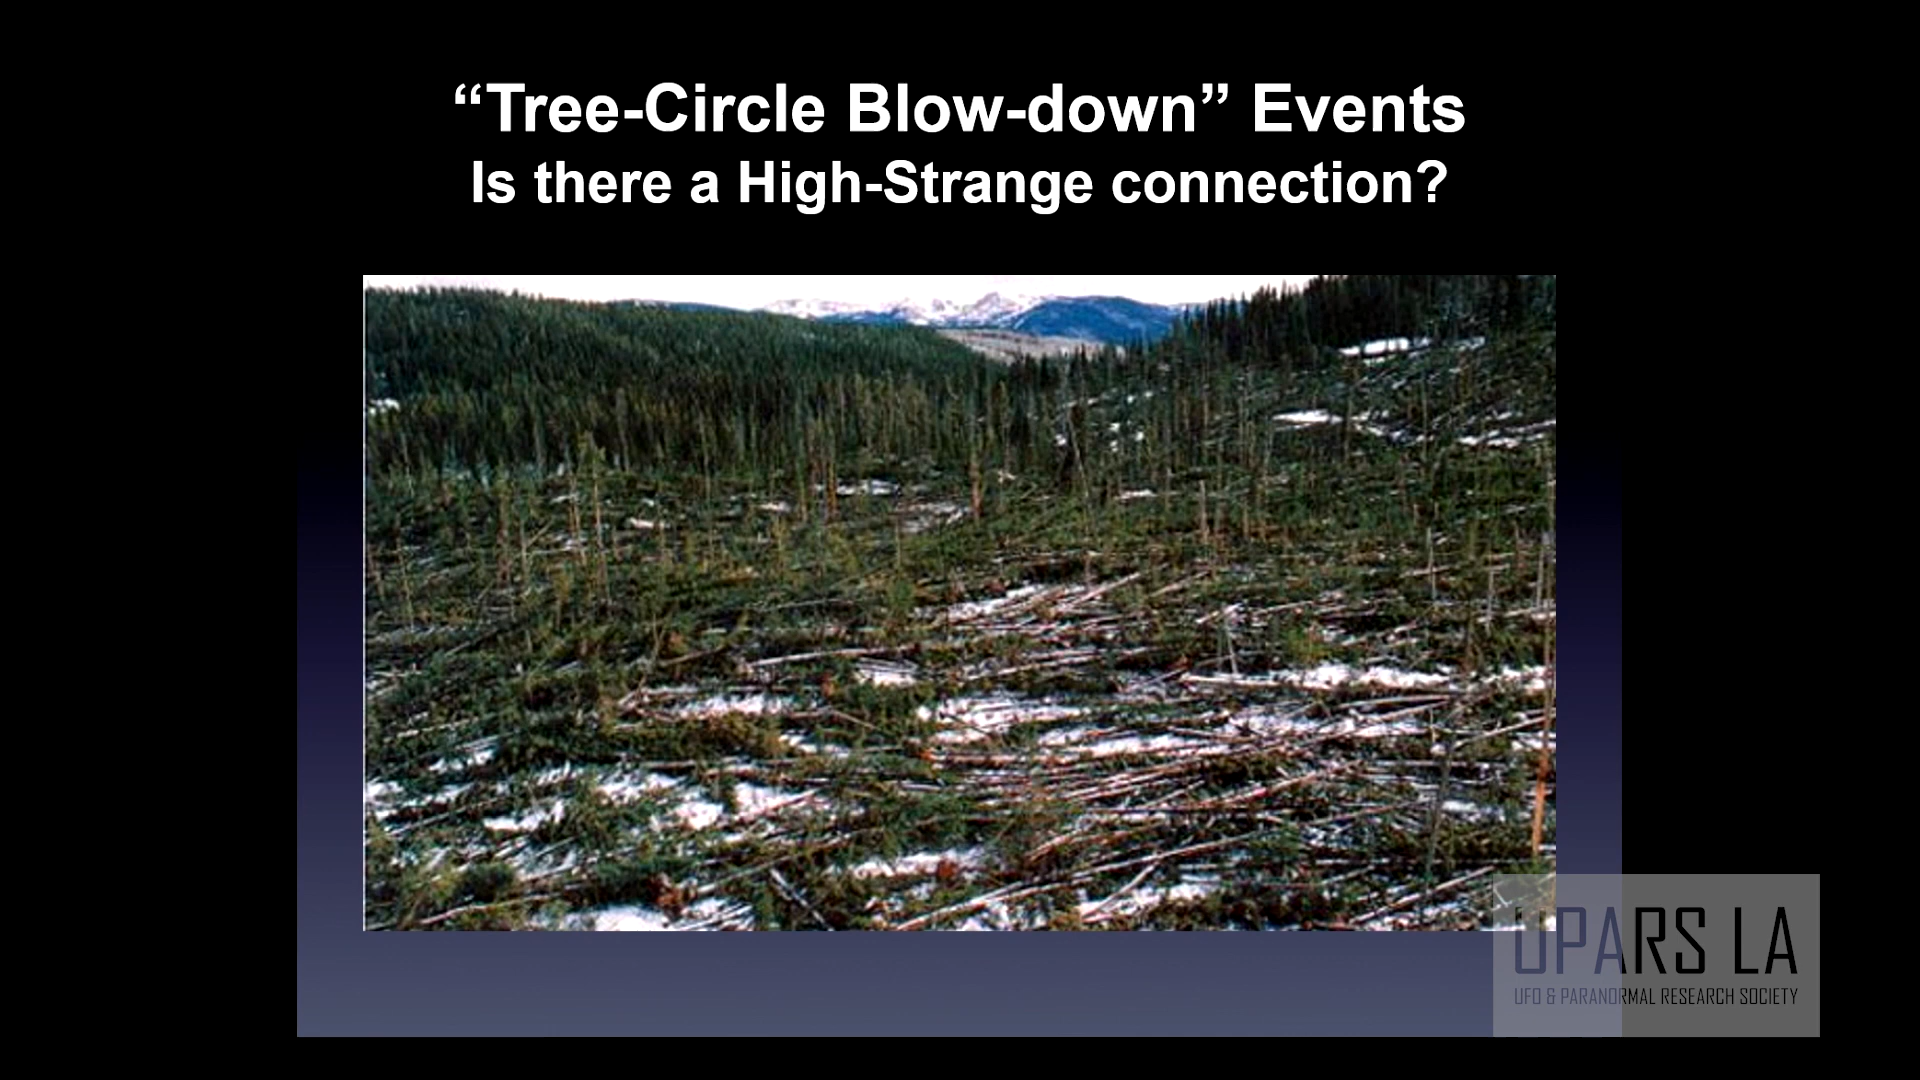 “Tree-Circle Blow-down” Events
Is there a High-Strange connection?
UPARS LA
UFO & PARANORMAL RESEARCH SOCIETY